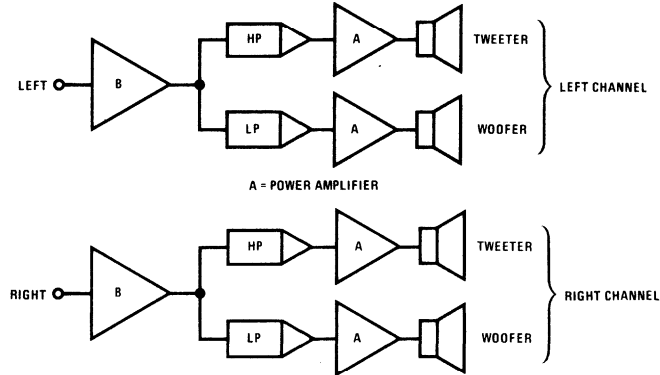 HP
A
TWEETER
LEFT
B
LEFT CHANNEL
LP
A
WOOFER
A = POWER AMPLIFIER
HP
A
TWEETER
RIGHT
B
RIGHT CHANNEL
LP
A
WOOFER